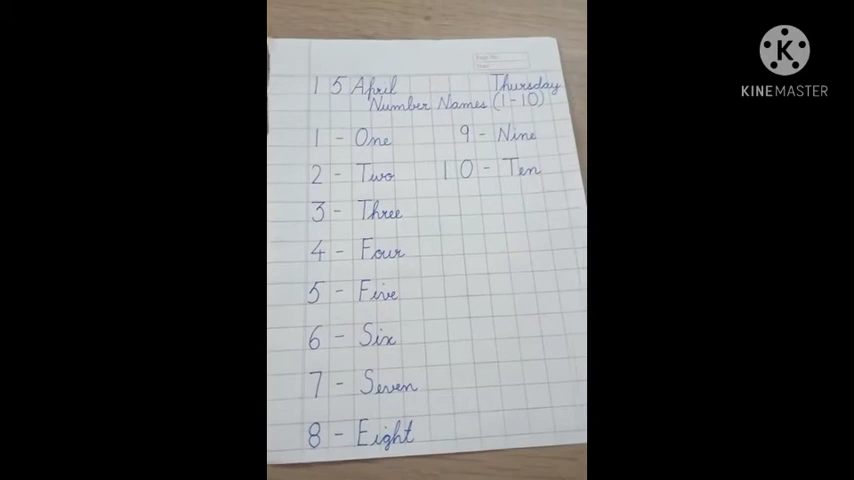 15 April Thursday
Number Names (1-10)
1 - One
2 - Two
3 - Three
4 - Four
5 - Five
6 - Six
7 - Seven
8 - Eight
9 - Nine
10 - Ten
K
KINEMASTER